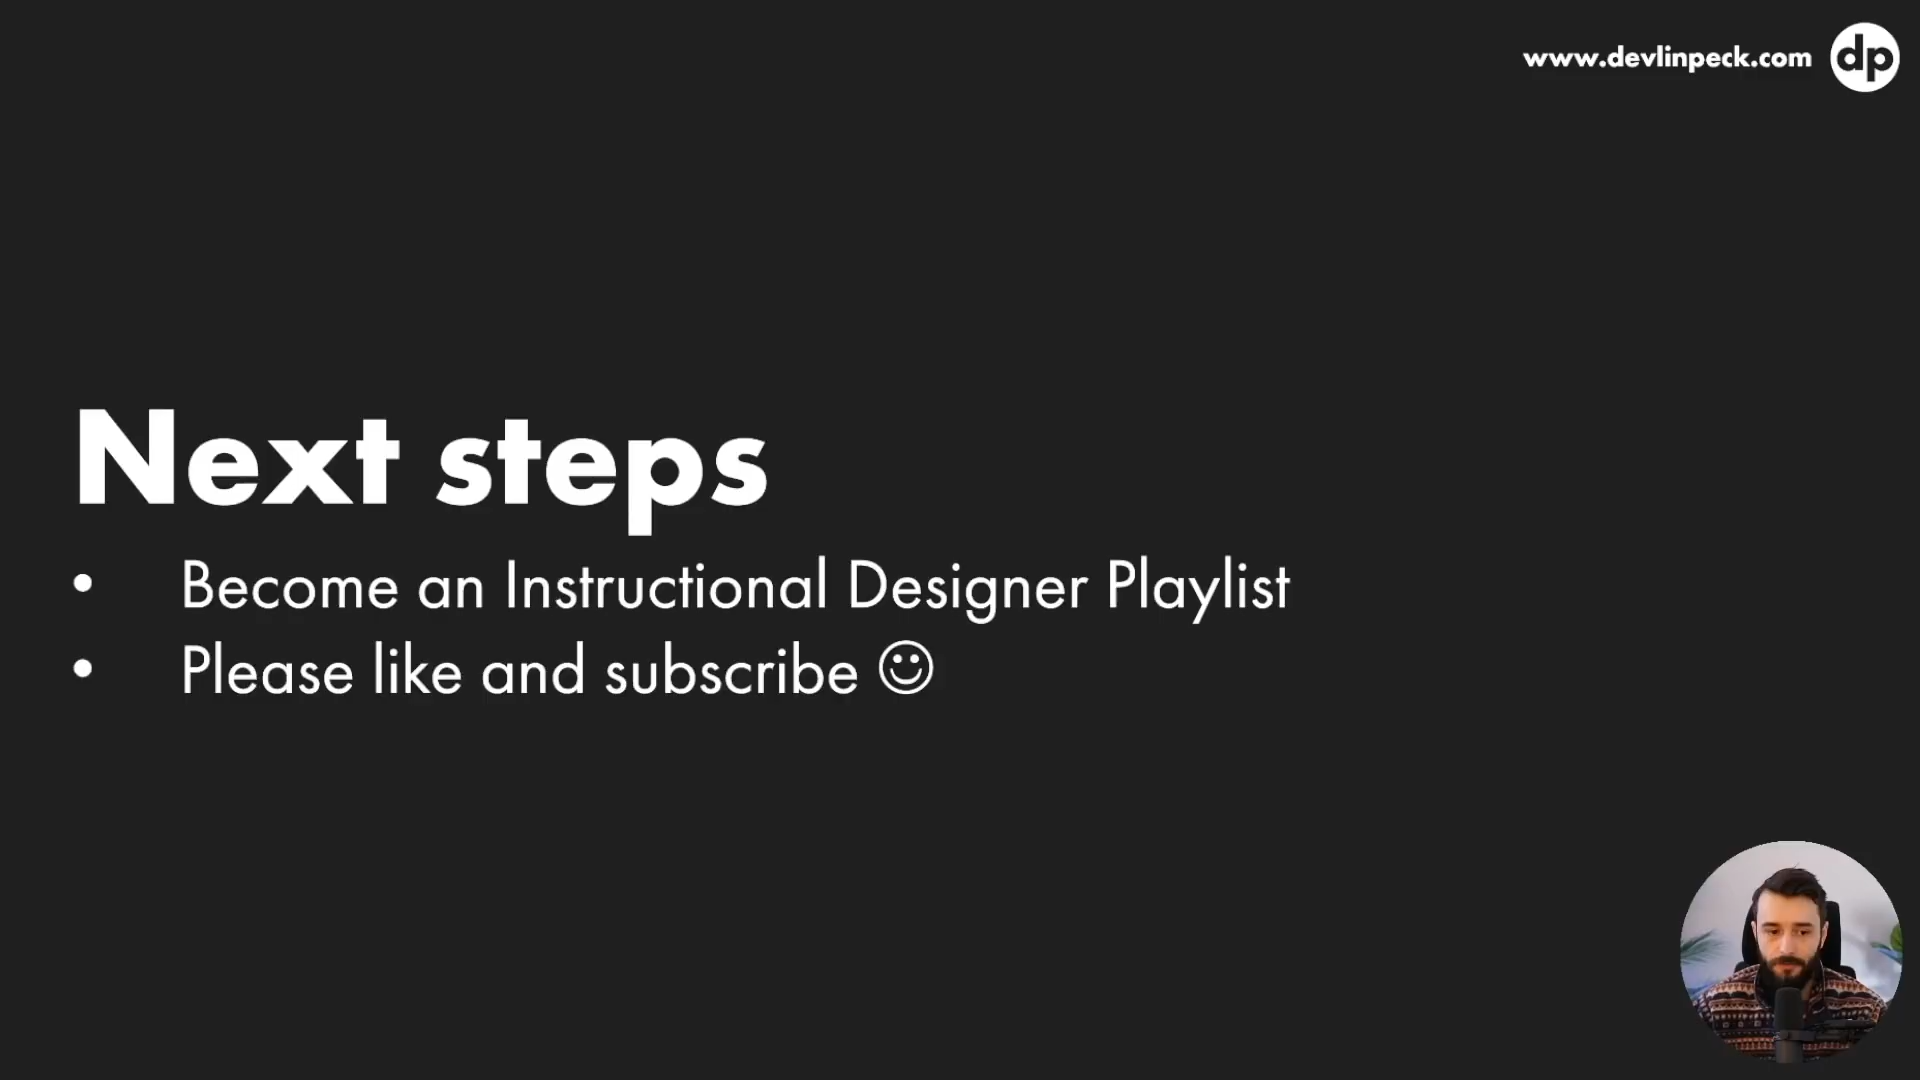 www.devlinpeck.com dp
Next steps
• Become an Instructional Designer Playlist
• Please like and subscribe ☺